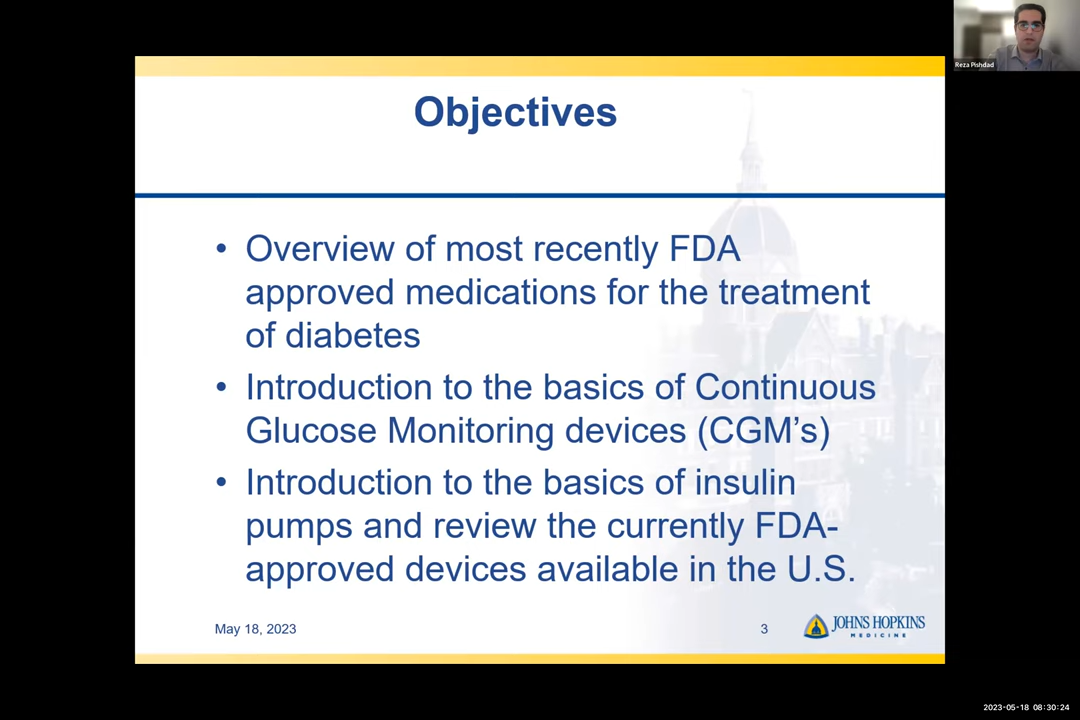 Reza Pishdad
Objectives
• Overview of most recently FDA
approved medications for the treatment
of diabetes
• Introduction to the basics of Continuous
Glucose Monitoring devices (CGM’s)
• Introduction to the basics of insulin
pumps and review the currently FDA-
approved devices available in the U.S.
May 18, 2023
3
JOHNS HOPKINS
MEDICINE
2023-05-18 08:30:24